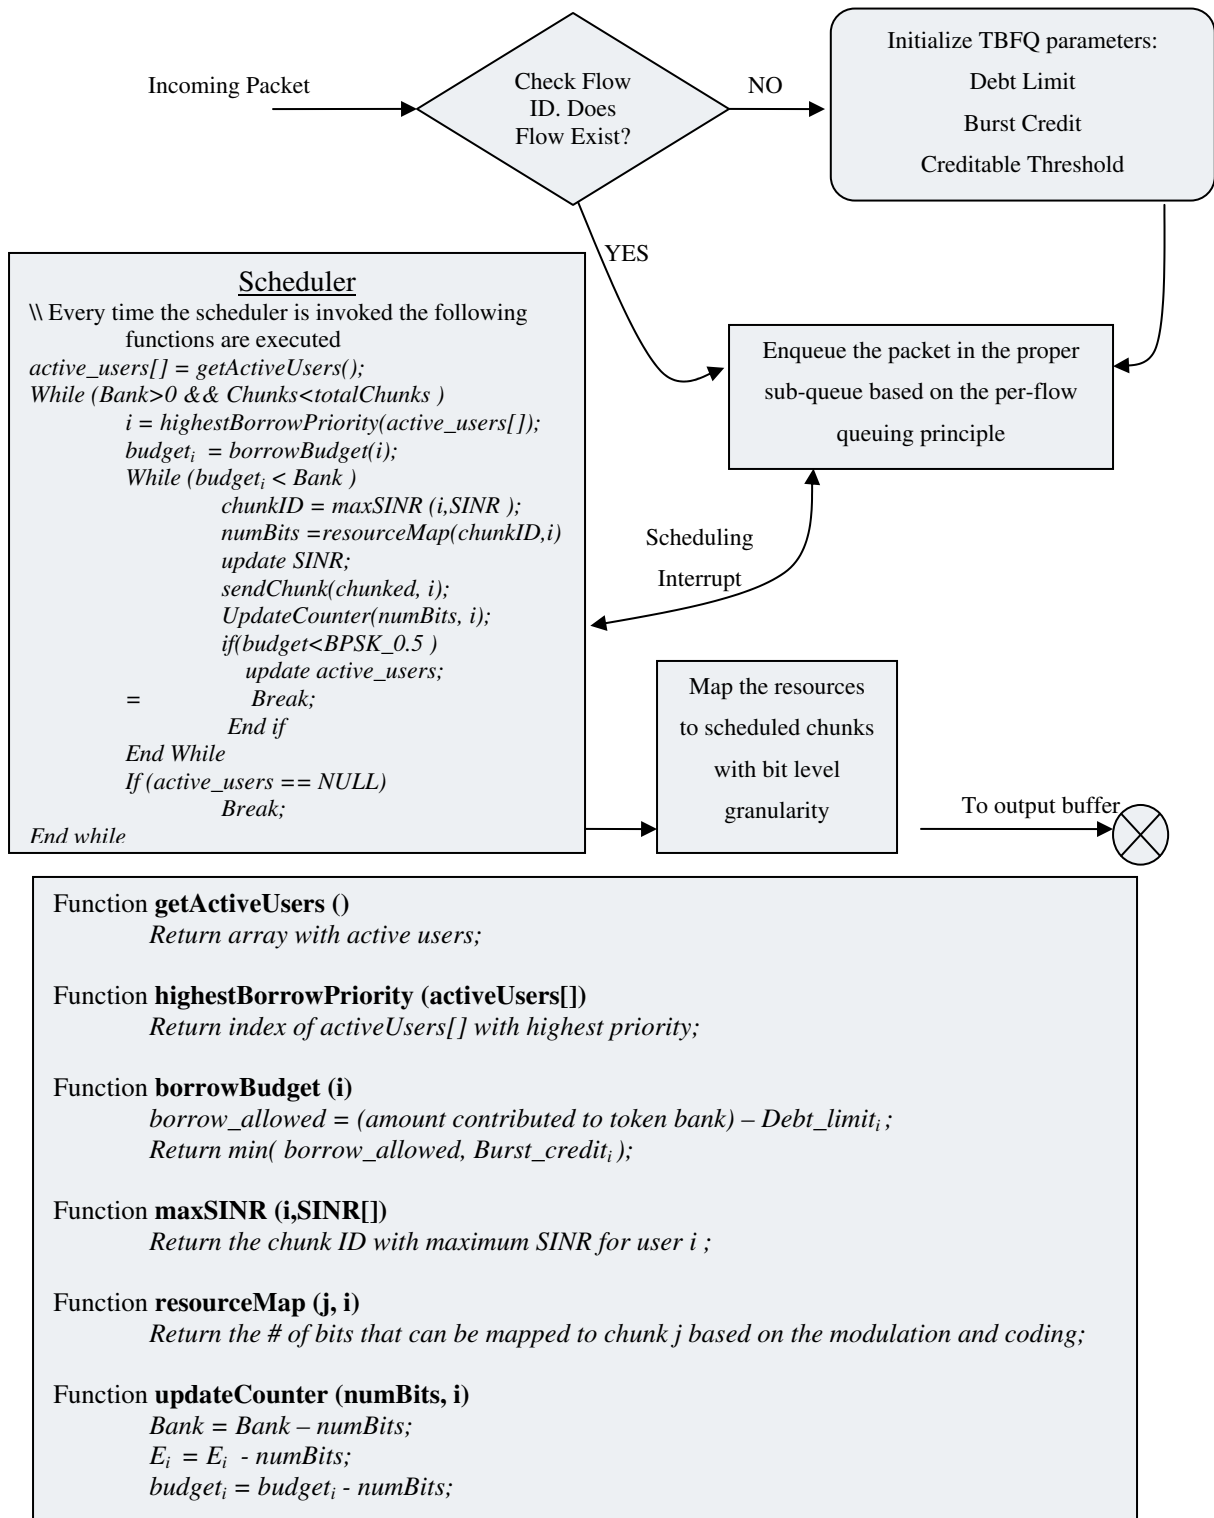 Incoming Packet
Check Flow
ID. Does
Flow Exist?
NO
Initialize TBFQ parameters:
Debt Limit
Burst Credit
Creditable Threshold
YES
Enqueue the packet in the proper
sub-queue based on the per-flow
queuing principle
Scheduler
\\ Every time the scheduler is invoked the following
functions are executed
active_users[] = getActiveUsers();
While (Bank>0 && Chunks<totalChunks )
i = highestBorrowPriority(active_users[]);
budgetᵢ = borrowBudget(i);
While (budgetᵢ < Bank )
chunkID = maxSINR (i,SINR );
numBits =resourceMap(chunkID,i)
update SINR;
sendChunk(chunked, i);
UpdateCounter(numBits, i);
if(budget<BPSK_0.5 )
update active_users;
= Break;
End if
End While
If (active_users == NULL)
Break;
End while
Scheduling
Interrupt
Map the resources
to scheduled chunks
with bit level
granularity
To output buffer
Function getActiveUsers ()
Return array with active users;
Function highestBorrowPriority (activeUsers[])
Return index of activeUsers[] with highest priority;
Function borrowBudget (i)
borrow_allowed = (amount contributed to token bank) – Debt_limitᵢ ;
Return min( borrow_allowed, Burst_creditᵢ );
Function maxSINR (i,SINR[])
Return the chunk ID with maximum SINR for user i ;
Function resourceMap (j, i)
Return the # of bits that can be mapped to chunk j based on the modulation and coding;
Function updateCounter (numBits, i)
Bank = Bank – numBits;
Eᵢ = Eᵢ - numBits;
budgetᵢ = budgetᵢ - numBits;